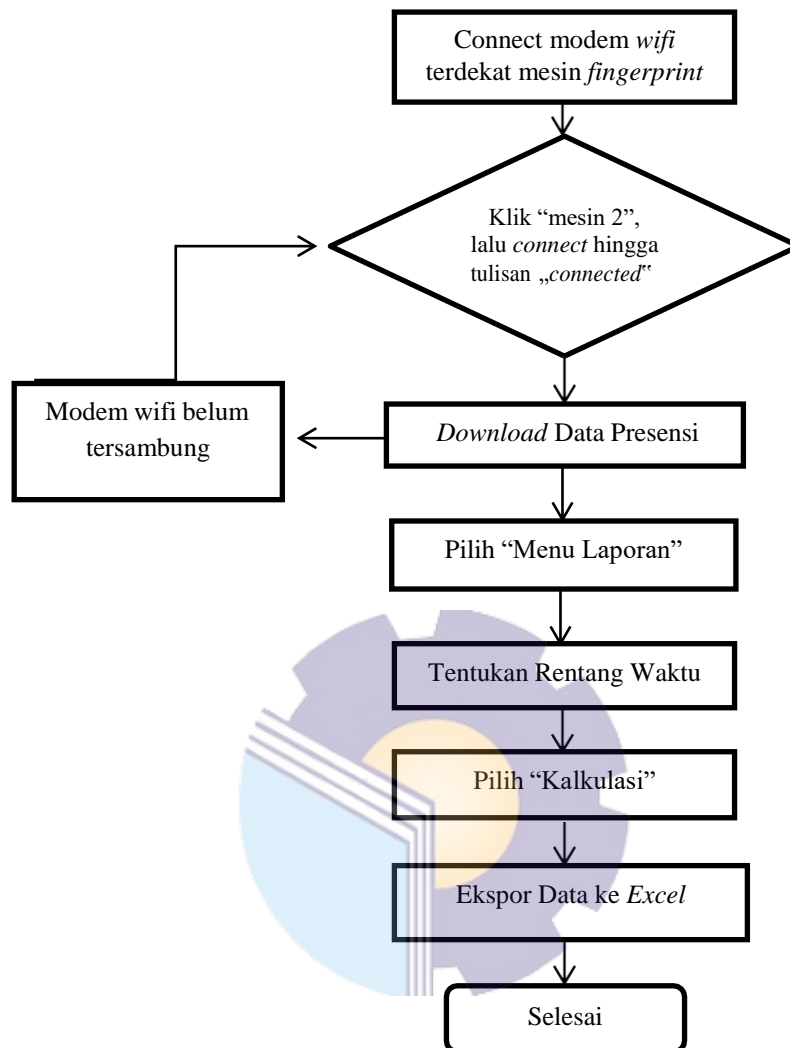 Connect modem wifi
terdekat mesin fingerprint
Klik “mesin 2”,
lalu connect hingga
tulisan „connected‟
Modem wifi belum
tersambung
Download Data Presensi
Pilih “Menu Laporan”
Tentukan Rentang Waktu
Pilih “Kalkulasi”
Ekspor Data ke Excel
Selesai